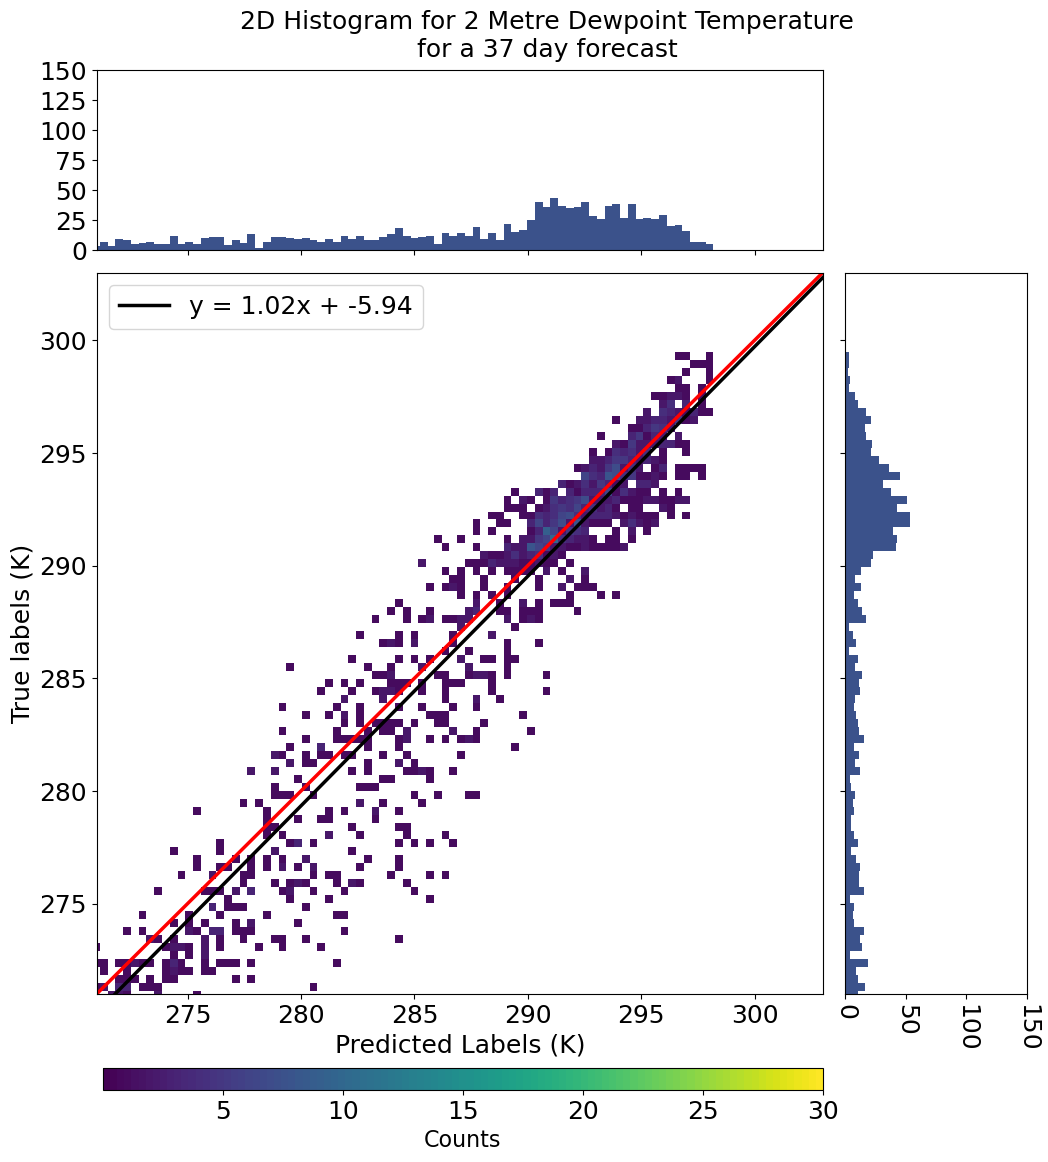 2D Histogram for 2 Metre Dewpoint Temperature
for a 37 day forecast
150
125
100
75
50
25
0
y = 1.02x + -5.94
300
295
290
285
280
275
True labels (K)
275 280 285 290 295 300
Predicted Labels (K)
0 50 100 150
5 10 15 20 25 30
Counts